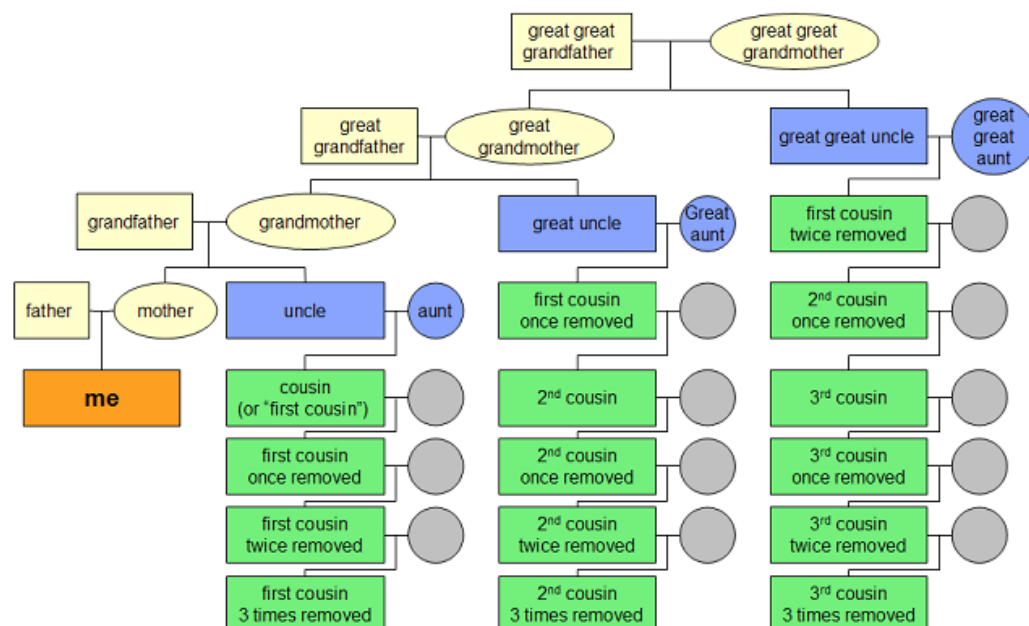 great great
grandfather
great great
grandmother
great
grandfather
great
grandmother
great great uncle
great
great
aunt
grandfather
grandmother
great uncle
Great
aunt
first cousin
twice removed
father
mother
uncle
aunt
first cousin
once removed
2nd cousin
once removed
me
cousin
(or “first cousin”)
2nd cousin
3rd cousin
first cousin
once removed
2nd cousin
once removed
3rd cousin
once removed
first cousin
twice removed
2nd cousin
twice removed
3rd cousin
twice removed
first cousin
3 times removed
2nd cousin
3 times removed
3rd cousin
3 times removed